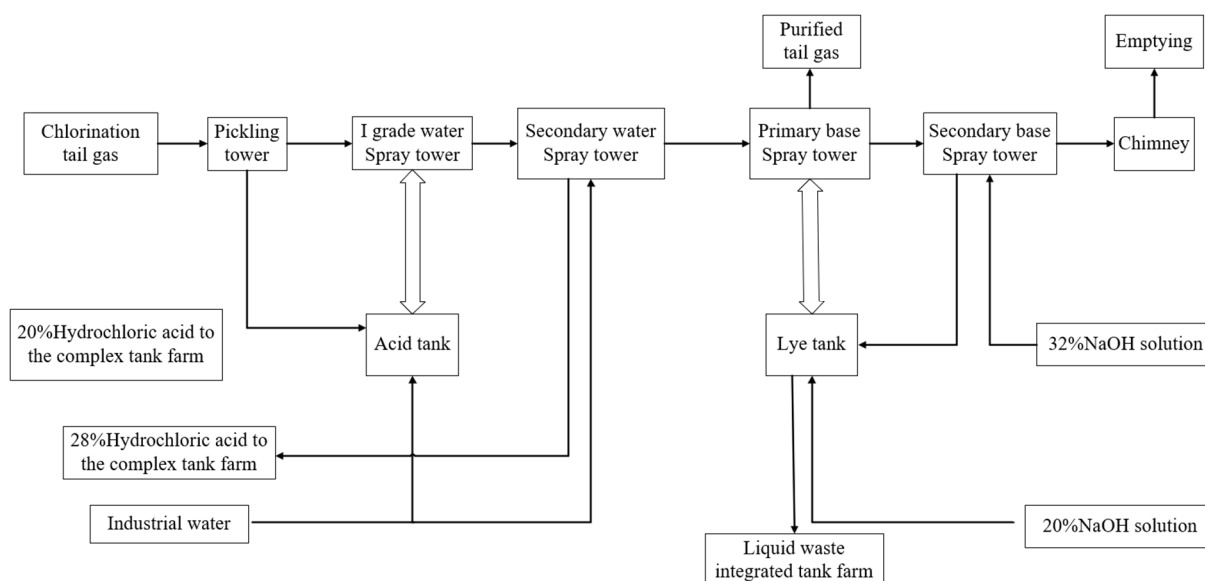 Purified
tail gas
Emptying
Chlorination
tail gas
Pickling
tower
I grade water
Spray tower
Secondary water
Spray tower
Primary base
Spray tower
Secondary base
Spray tower
Chimney
20%Hydrochloric acid to
the complex tank farm
Acid tank
Lye tank
32%NaOH solution
28%Hydrochloric acid to
the complex tank farm
Industrial water
20%NaOH solution
Liquid waste
integrated tank farm